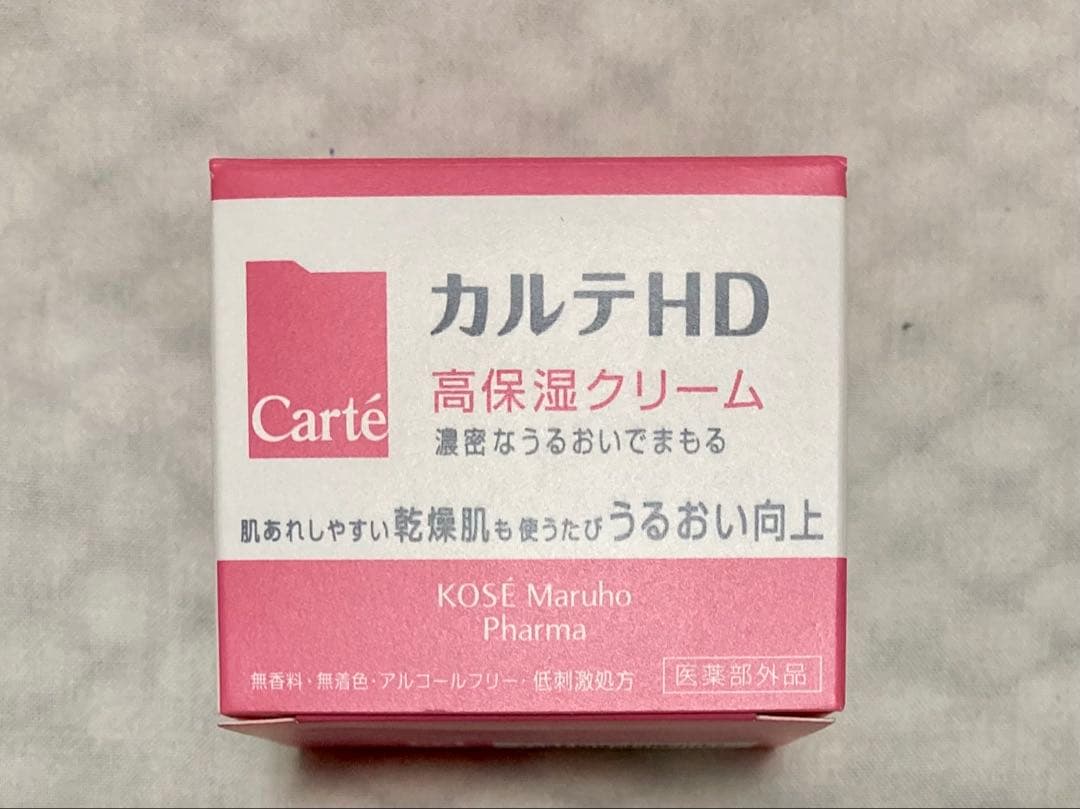 カルテHD
Carté
高保湿クリーム
濃密なうるおいでまもる
肌あれしやすい乾燥肌も使うたびうるおい向上
KOSÉ Maruho
Pharma
無香料・無着色・アルコールフリー・低刺激処方
医薬部外品